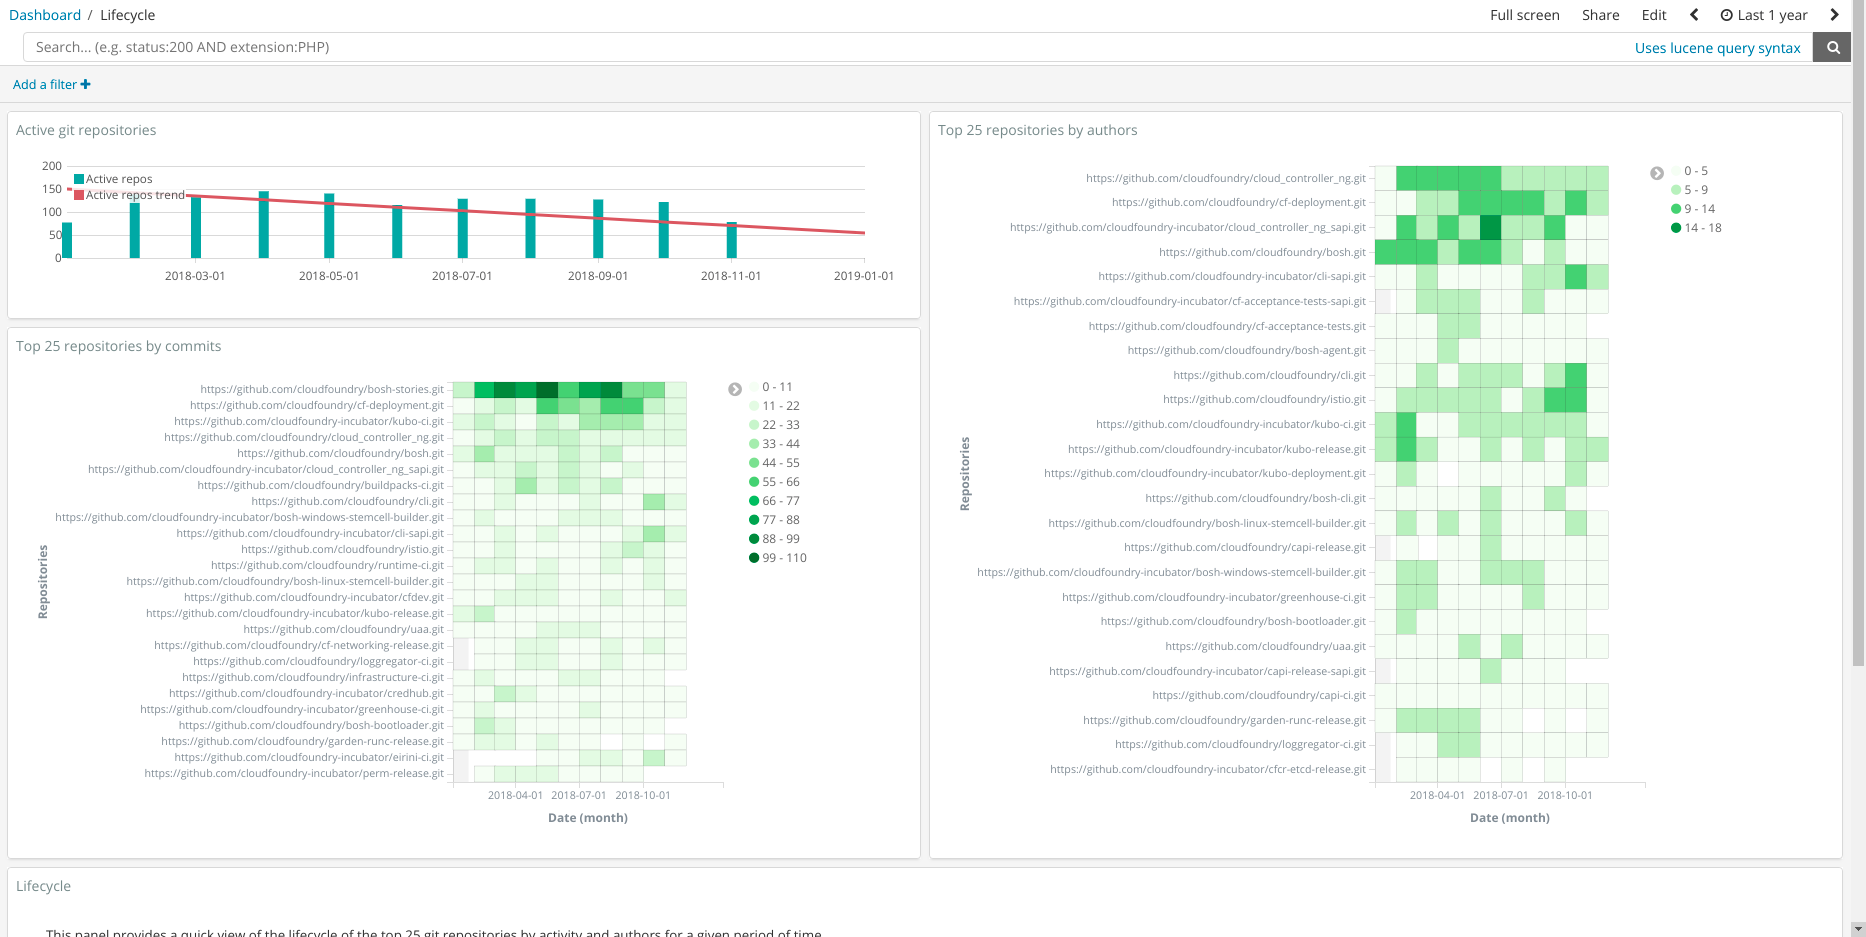 Dashboard / Lifecycle
Full screen Share Edit Last 1 year
Search... (e.g. status:200 AND extension:PHP)
Uses lucene query syntax
Add a filter
Active git repositories
200
150
100
50
0
Active repos
Active repos trend
2018-03-01 2018-05-01 2018-07-01 2018-09-01 2018-11-01 2019-01-01
Top 25 repositories by commits
Repositories
https://github.com/cloudfoundry/bosh-stories.git
https://github.com/cloudfoundry/cf-deployment.git
https://github.com/cloudfoundry-incubator/kubo-ci.git
https://github.com/cloudfoundry/cloud_controller_ng.git
https://github.com/cloudfoundry/bosh.git
https://github.com/cloudfoundry-incubator/cloud_controller_ng_sapi.git
https://github.com/cloudfoundry/buildpacks-ci.git
https://github.com/cloudfoundry/cli.git
https://github.com/cloudfoundry-incubator/bosh-windows-stemcell-builder.git
https://github.com/cloudfoundry-incubator/cli-sapi.git
https://github.com/cloudfoundry/istio.git
https://github.com/cloudfoundry/runtime-ci.git
https://github.com/cloudfoundry/bosh-linux-stemcell-builder.git
https://github.com/cloudfoundry-incubator/cfdev.git
https://github.com/cloudfoundry-incubator/kubo-release.git
https://github.com/cloudfoundry/uaa.git
https://github.com/cloudfoundry/cf-networking-release.git
https://github.com/cloudfoundry/loggregator-ci.git
https://github.com/cloudfoundry/infrastructure-ci.git
https://github.com/cloudfoundry-incubator/credhub.git
https://github.com/cloudfoundry-incubator/greenhouse-ci.git
https://github.com/cloudfoundry/bosh-bootloader.git
https://github.com/cloudfoundry/garden-runc-release.git
https://github.com/cloudfoundry-incubator/eirini-ci.git
https://github.com/cloudfoundry-incubator/perm-release.git
2018-04-01 2018-07-01 2018-10-01
Date (month)
0 - 11
11 - 22
22 - 33
33 - 44
44 - 55
55 - 66
66 - 77
77 - 88
88 - 99
99 - 110
Top 25 repositories by authors
Repositories
https://github.com/cloudfoundry/cloud_controller_ng.git
https://github.com/cloudfoundry/cf-deployment.git
https://github.com/cloudfoundry-incubator/cloud_controller_ng_sapi.git
https://github.com/cloudfoundry/bosh.git
https://github.com/cloudfoundry-incubator/cli-sapi.git
https://github.com/cloudfoundry-incubator/cf-acceptance-tests-sapi.git
https://github.com/cloudfoundry/cf-acceptance-tests.git
https://github.com/cloudfoundry/bosh-agent.git
https://github.com/cloudfoundry/cli.git
https://github.com/cloudfoundry/istio.git
https://github.com/cloudfoundry-incubator/kubo-ci.git
https://github.com/cloudfoundry-incubator/kubo-release.git
https://github.com/cloudfoundry-incubator/kubo-deployment.git
https://github.com/cloudfoundry/bosh-cli.git
https://github.com/cloudfoundry/bosh-linux-stemcell-builder.git
https://github.com/cloudfoundry/capi-release.git
https://github.com/cloudfoundry-incubator/bosh-windows-stemcell-builder.git
https://github.com/cloudfoundry-incubator/greenhouse-ci.git
https://github.com/cloudfoundry/bosh-bootloader.git
https://github.com/cloudfoundry/uaa.git
https://github.com/cloudfoundry-incubator/capi-release-sapi.git
https://github.com/cloudfoundry/capi-ci.git
https://github.com/cloudfoundry/garden-runc-release.git
https://github.com/cloudfoundry/loggregator-ci.git
https://github.com/cloudfoundry-incubator/cfcr-etcd-release.git
2018-04-01 2018-07-01 2018-10-01
Date (month)
0 - 5
5 - 9
9 - 14
14 - 18
Lifecycle
This panel provides a quick view of the lifecycle of the top 25 git repositories by activity and authors for a given period of time.